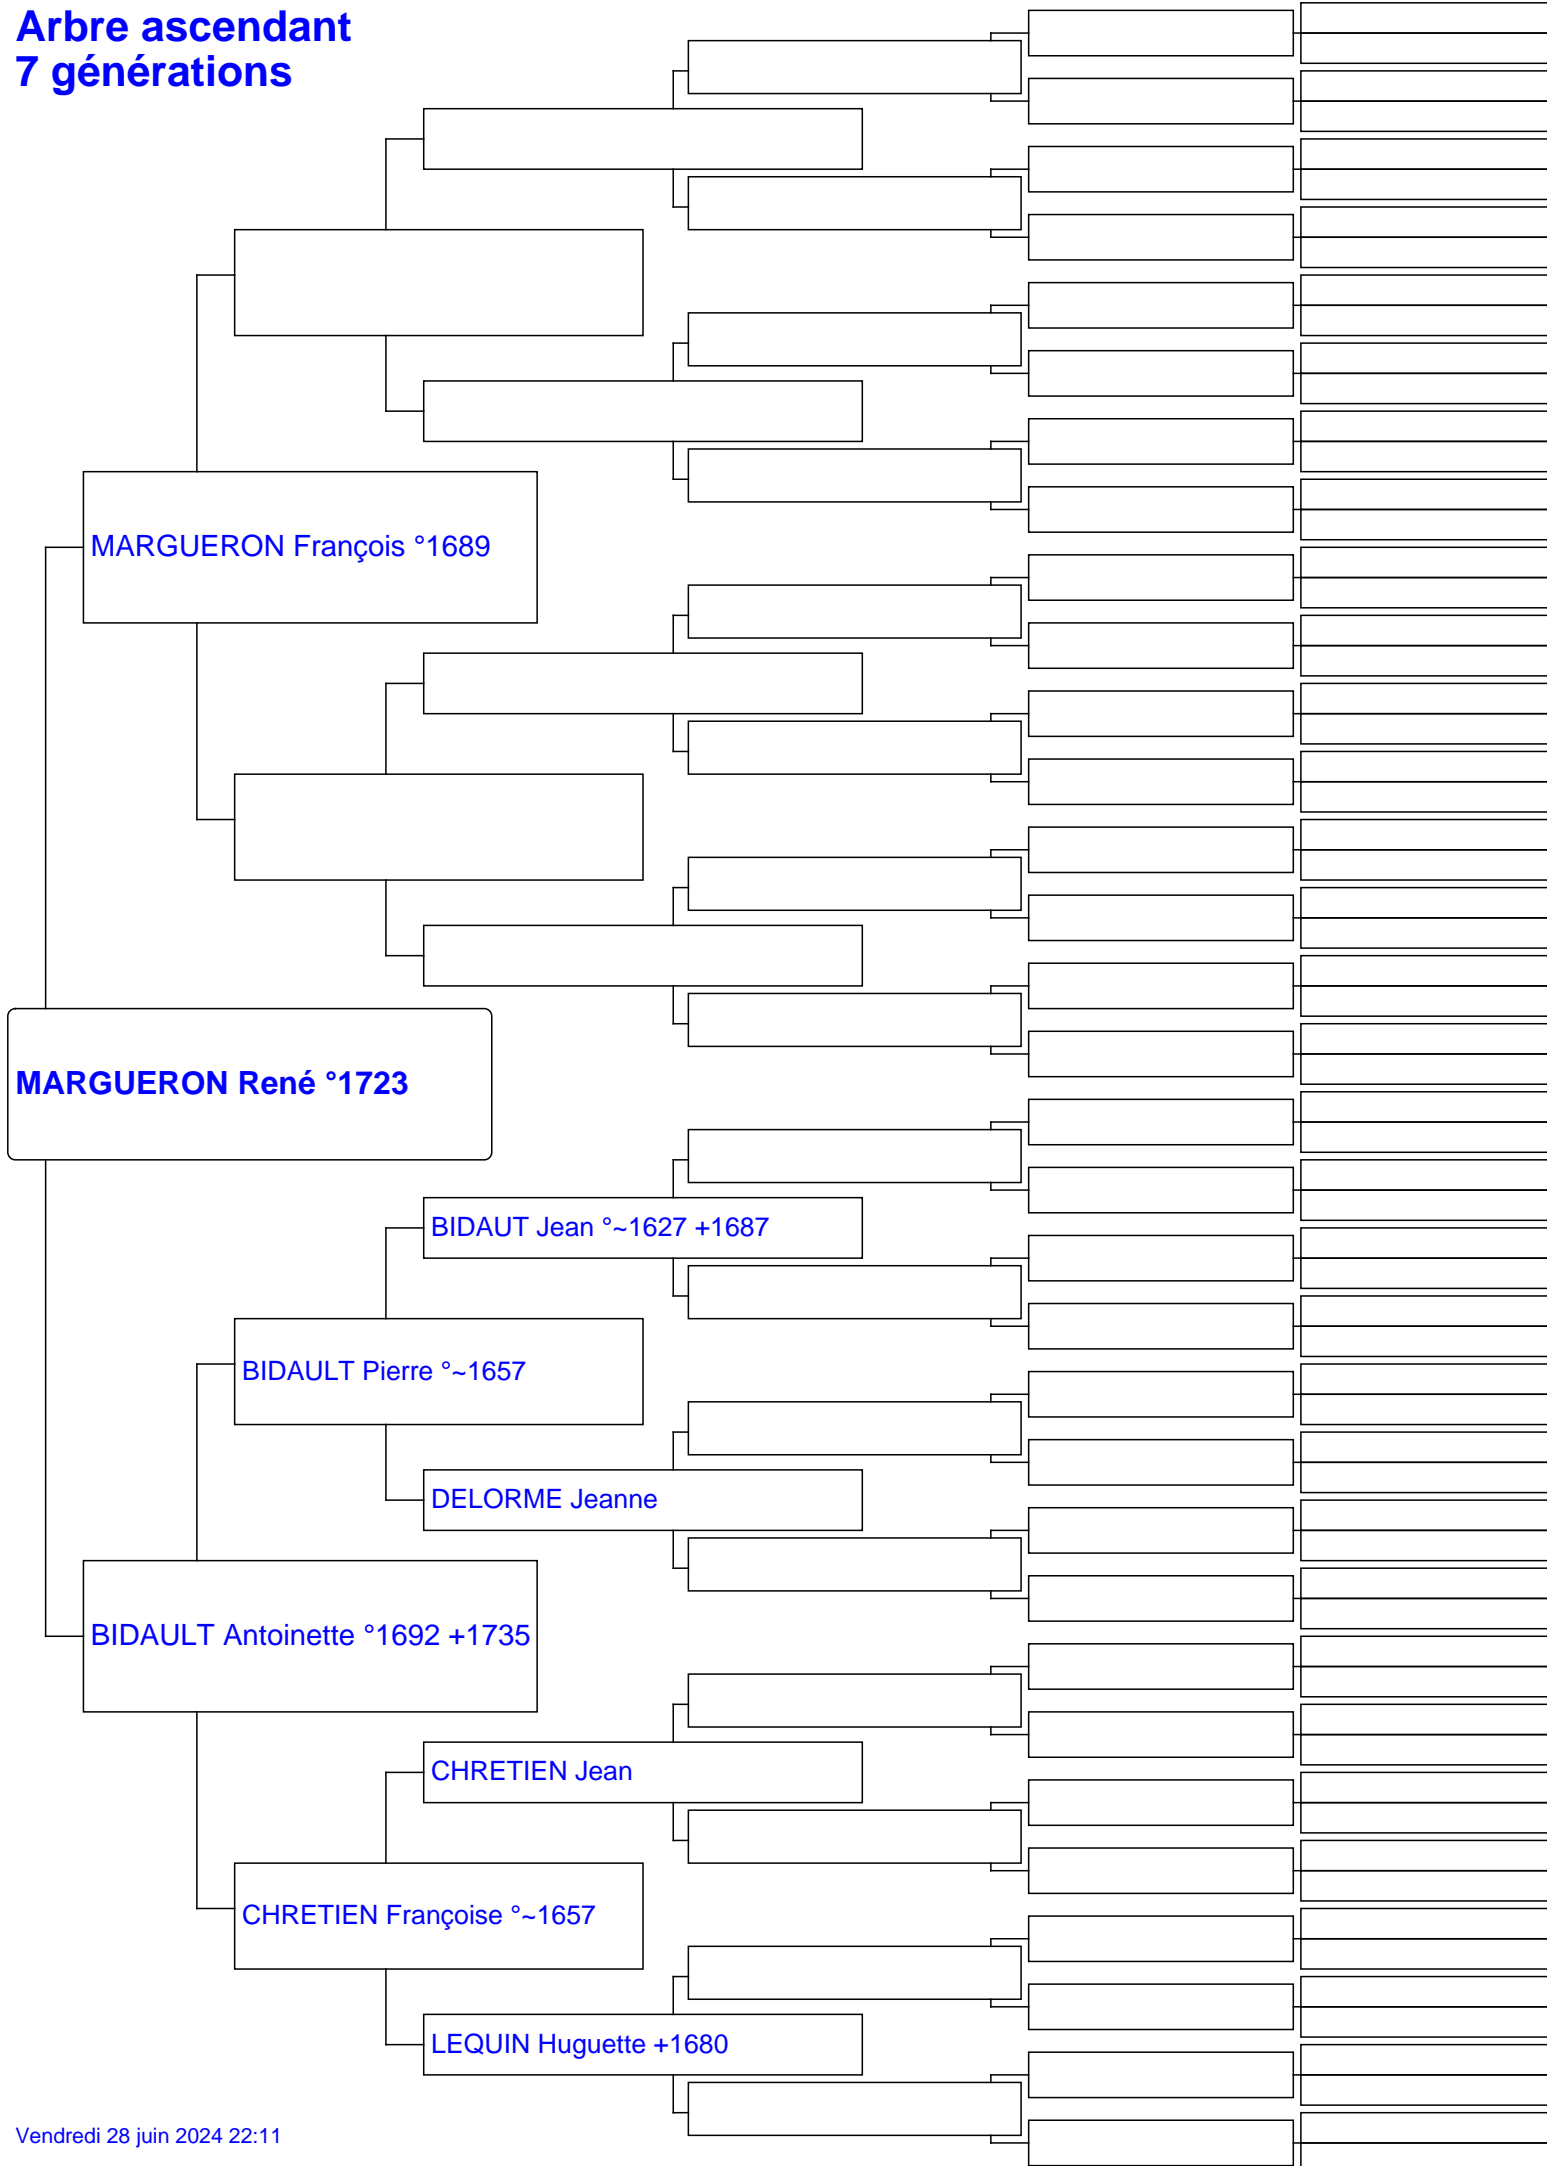 Arbre ascendant
7 générations
MARGUERON François °1689
MARGUERON René °1723
BIDAUT Jean °~1627 +1687
BIDAULT Pierre °~1657
DELORME Jeanne
BIDAULT Antoinette °1692 +1735
CHRETIEN Jean
CHRETIEN Françoise °~1657
LEQUIN Huguette +1680
Vendredi 28 juin 2024 22:11